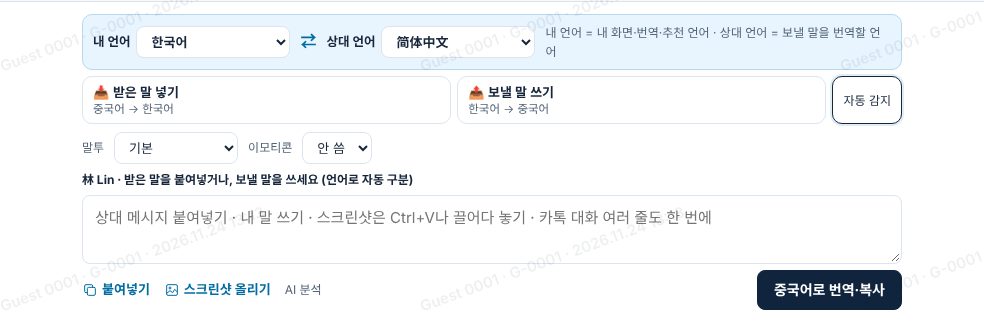 내 언어 한국어 상대 언어 简体中文 내 언어 = 내 화면·번역·추천 언어 · 상대 언어 = 보낼 말을 번역할 언
어
📥 받은 말 넣기
중국어 → 한국어
📤 보낼 말 쓰기
한국어 → 중국어
자동 감지
말투 기본 이모티콘 안 씀
林 Lin · 받은 말을 붙여넣거나, 보낼 말을 쓰세요 (언어로 자동 구분)
상대 메시지 붙여넣기 · 내 말 쓰기 · 스크린샷은 Ctrl+V나 끌어다 놓기 · 카톡 대화 여러 줄도 한 번에
붙여넣기 스크린샷 올리기 AI 분석
중국어로 번역·복사
Guest 0001 · G-0001 · 2026.11.24